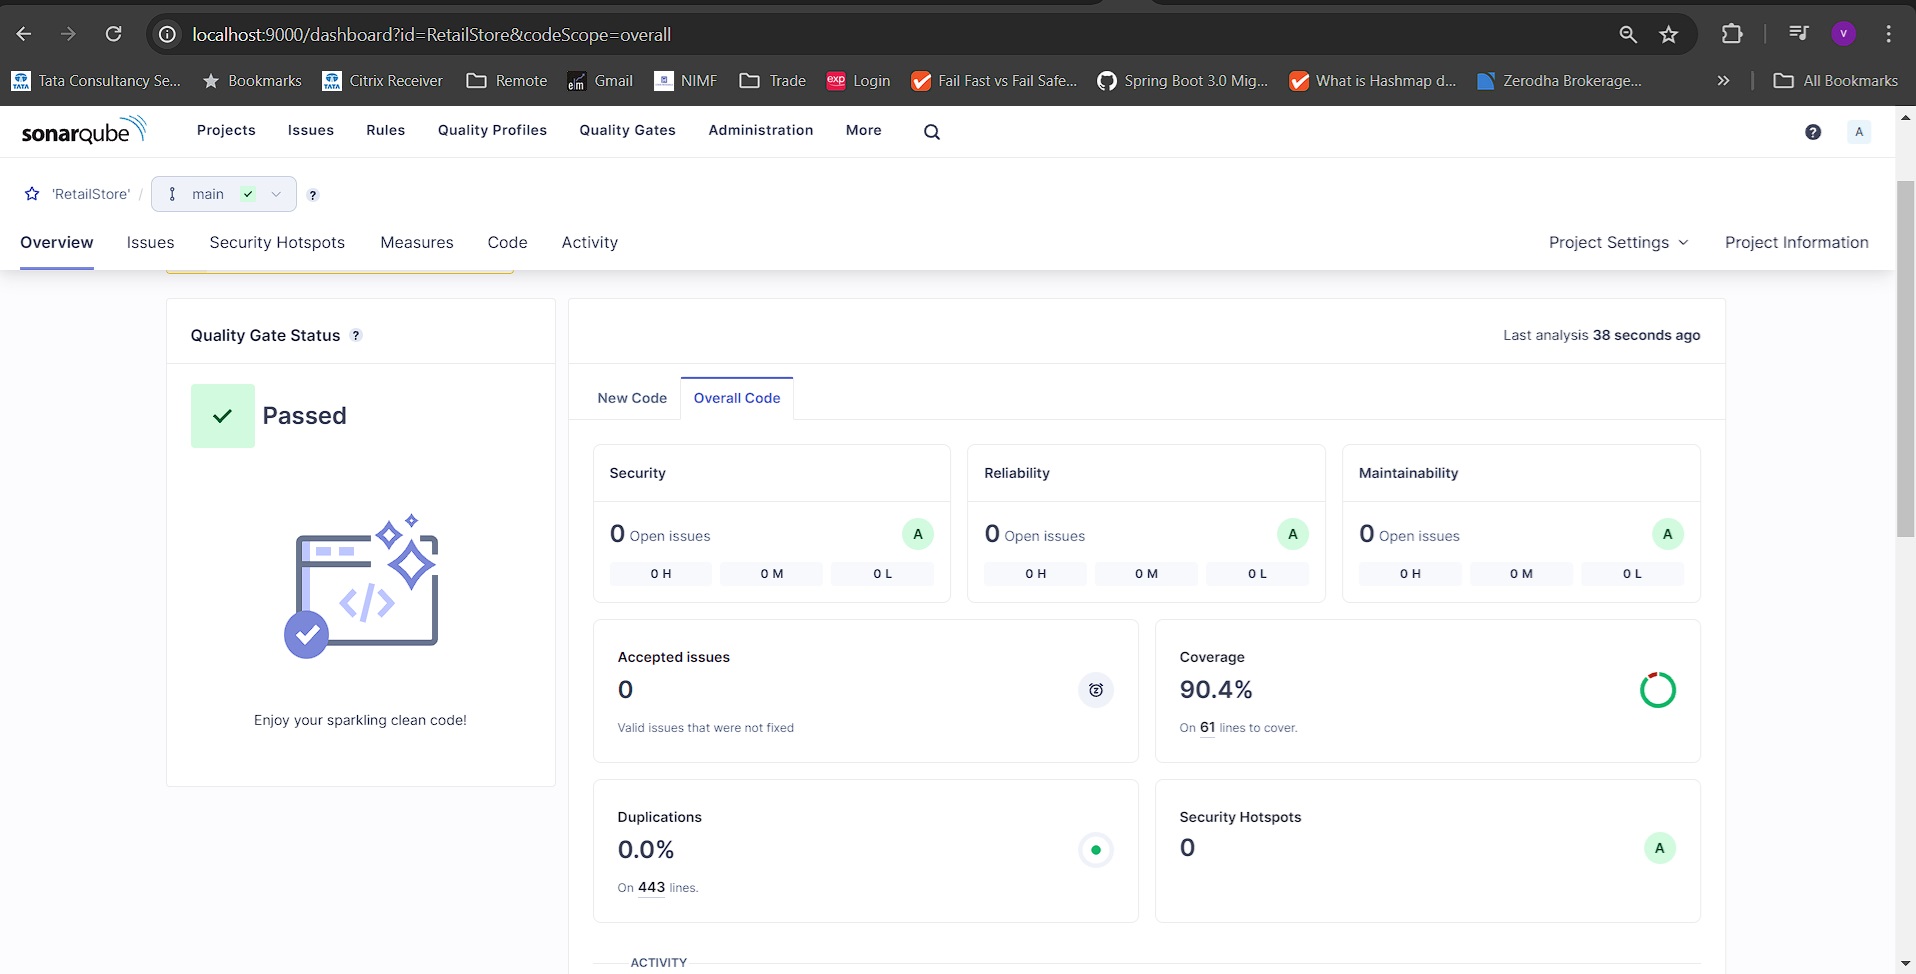 localhost:9000/dashboard?id=RetailStore&codeScope=overall
V
TATA Tata Consultancy Se... Bookmarks TATA Citrix Receiver Remote elm Gmail NIMF Trade exp Login Fail Fast vs Fail Safe... Spring Boot 3.0 Mig... What is Hashmap d... Zerodha Brokerage... » All Bookmarks
sonarqube Projects Issues Rules Quality Profiles Quality Gates Administration More ? A
'RetailStore' / main ?
Overview Issues Security Hotspots Measures Code Activity Project Settings Project Information
Quality Gate Status ?
Passed
</>
Enjoy your sparkling clean code!
Last analysis 38 seconds ago
New Code Overall Code
Security
0 Open issues A
0 H 0 M 0 L
Reliability
0 Open issues A
0 H 0 M 0 L
Maintainability
0 Open issues A
0 H 0 M 0 L
Accepted issues
0
Valid issues that were not fixed
Coverage
90.4%
On 61 lines to cover.
Duplications
0.0%
On 443 lines.
Security Hotspots
0 A
ACTIVITY